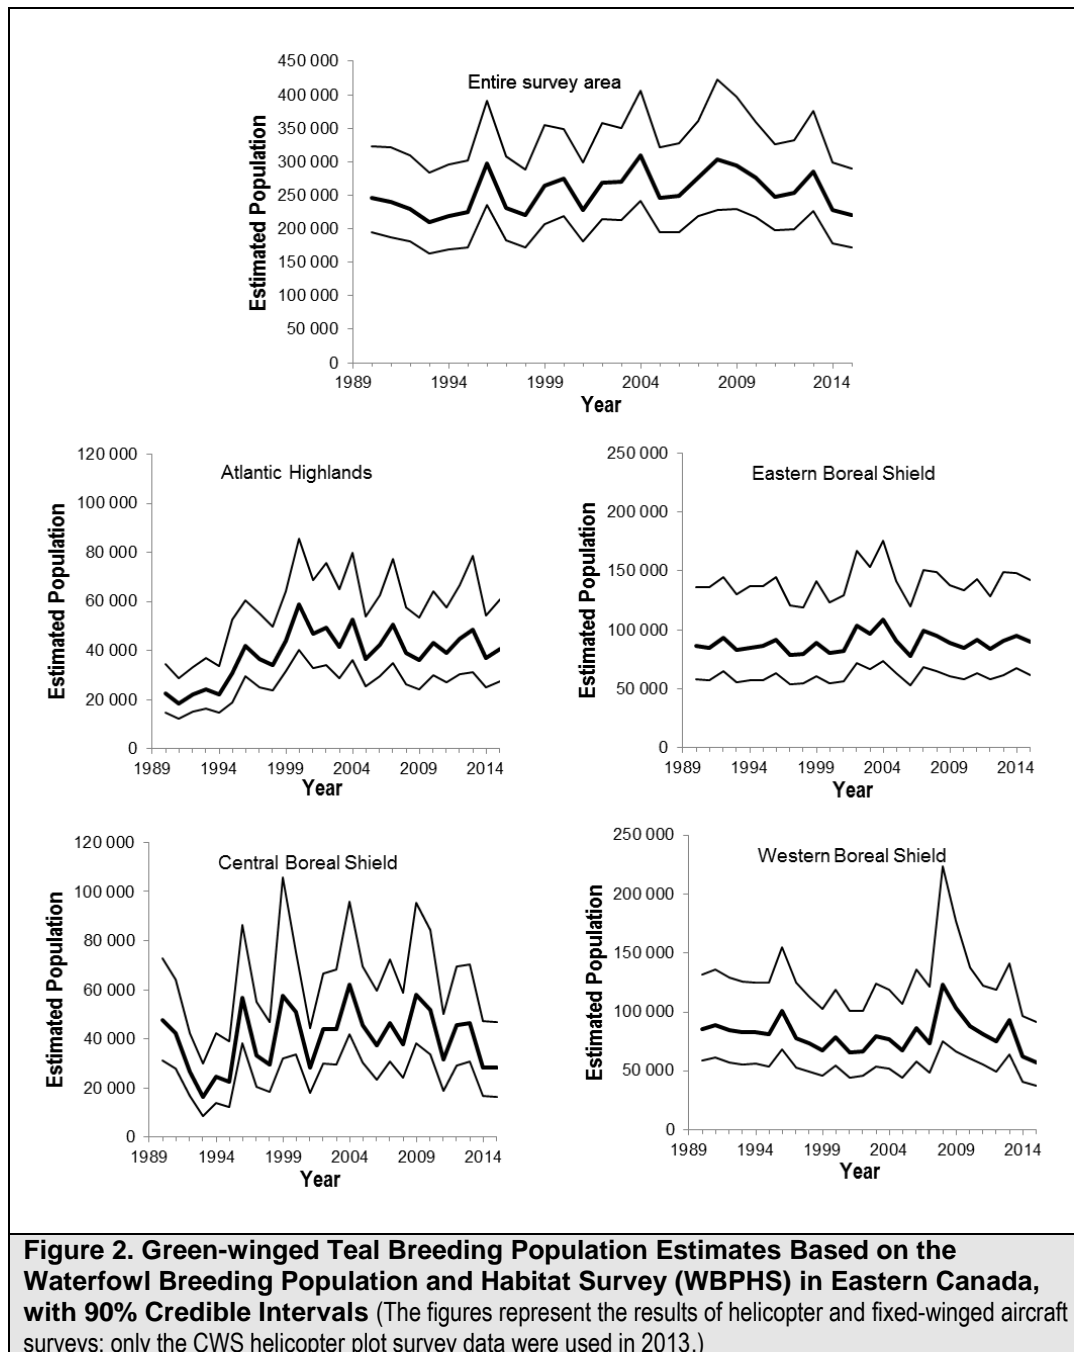 Entire survey area
Estimated Population
450 000
400 000
350 000
300 000
250 000
200 000
150 000
100 000
50 000
0
1989 1994 1999 2004 2009 2014
Year
Atlantic Highlands
Estimated Population
120 000
100 000
80 000
60 000
40 000
20 000
0
1989 1994 1999 2004 2009 2014
Year
Eastern Boreal Shield
Estimated Population
250 000
200 000
150 000
100 000
50 000
0
1989 1994 1999 2004 2009 2014
Year
Central Boreal Shield
Estimated Population
120 000
100 000
80 000
60 000
40 000
20 000
0
1989 1994 1999 2004 2009 2014
Year
Western Boreal Shield
Estimated Population
250 000
200 000
150 000
100 000
50 000
0
1989 1994 1999 2004 2009 2014
Year
Figure 2. Green-winged Teal Breeding Population Estimates Based on the
Waterfowl Breeding Population and Habitat Survey (WBPHS) in Eastern Canada,
with 90% Credible Intervals (The figures represent the results of helicopter and fixed-winged aircraft
surveys; only the CWS helicopter plot survey data were used in 2013.)